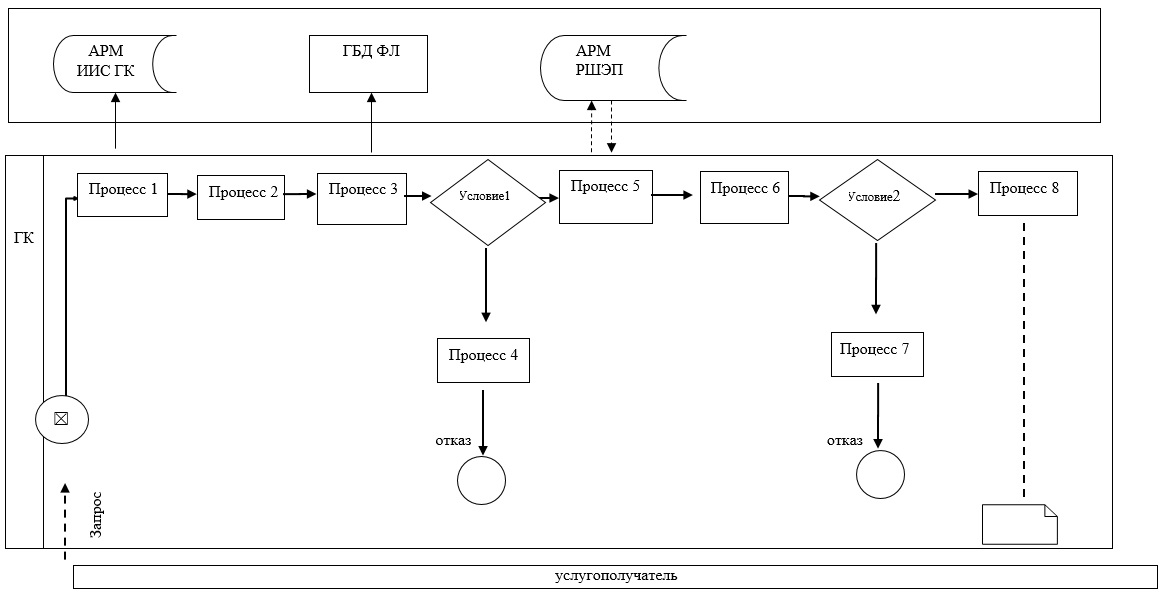 АРМ
ИИС ГК
ГБД ФЛ
АРМ
РШЭП
ГК
Процесс 1
Процесс 2
Процесс 3
Условие1
Процесс 5
Процесс 6
Условие2
Процесс 8
Процесс 4
Процесс 7
отказ
отказ
Запрос
услугополучатель